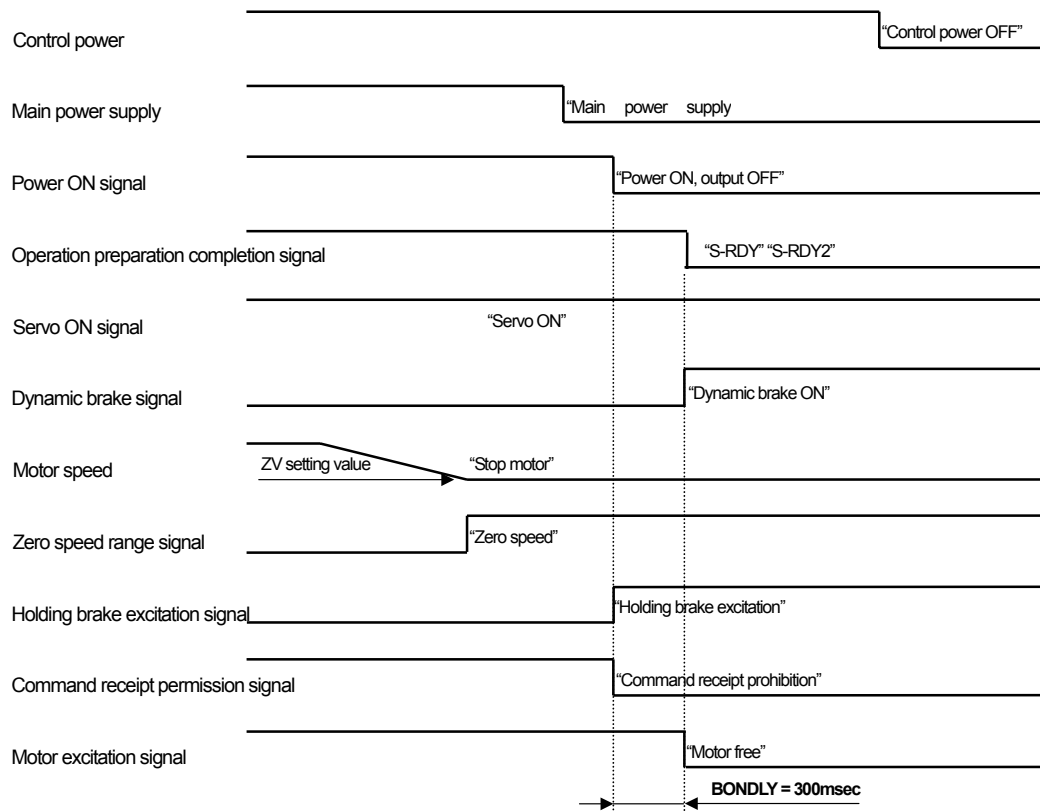 “Control power OFF”
Control power
“Main power supply
Main power supply
“Power ON, output OFF”
Power ON signal
“S-RDY” “S-RDY2”
Operation preparation completion signal
“Servo ON”
Servo ON signal
“Dynamic brake ON”
Dynamic brake signal
ZV setting value “Stop motor”
Motor speed
“Zero speed”
Zero speed range signal
“Holding brake excitation”
Holding brake excitation signal
“Command receipt prohibition”
Command receipt permission signal
“Motor free”
Motor excitation signal
BONDLY = 300msec